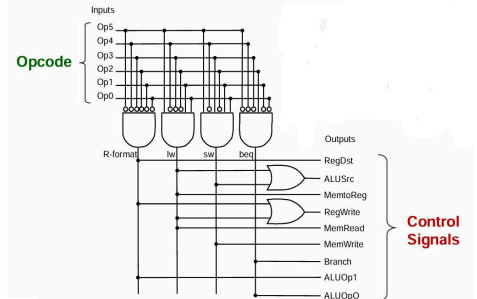 Inputs
Op5
Op4
Op3
Op2
Op1
Op0
Opcode
R-format
lw
sw
beq
Outputs
RegDst
ALUSrc
MemtoReg
RegWrite
MemRead
MemWrite
Branch
ALUOp1
ALUOpO
Control
Signals